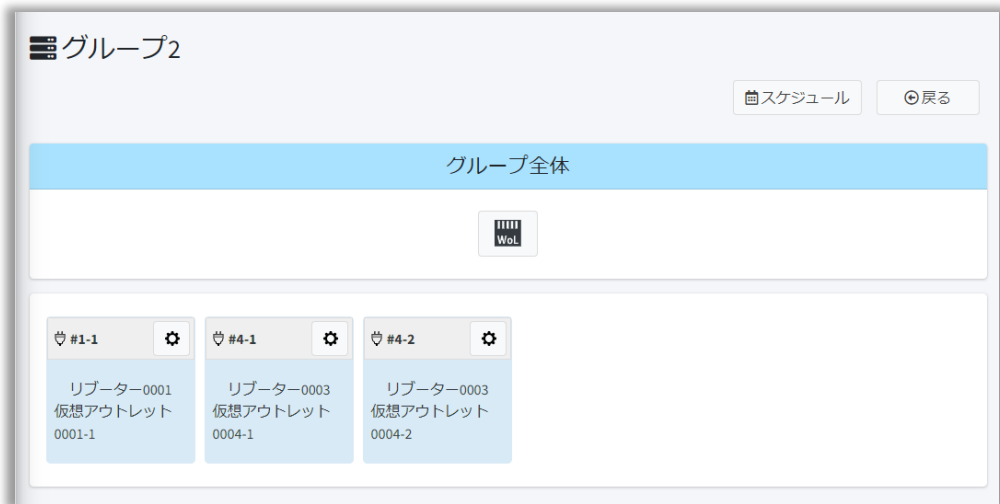 グループ2
スケジュール
戻る
グループ全体
WoL
#1-1
リブーター0001
仮想アウトレット
0001-1
#4-1
リブーター0003
仮想アウトレット
0004-1
#4-2
リブーター0003
仮想アウトレット
0004-2